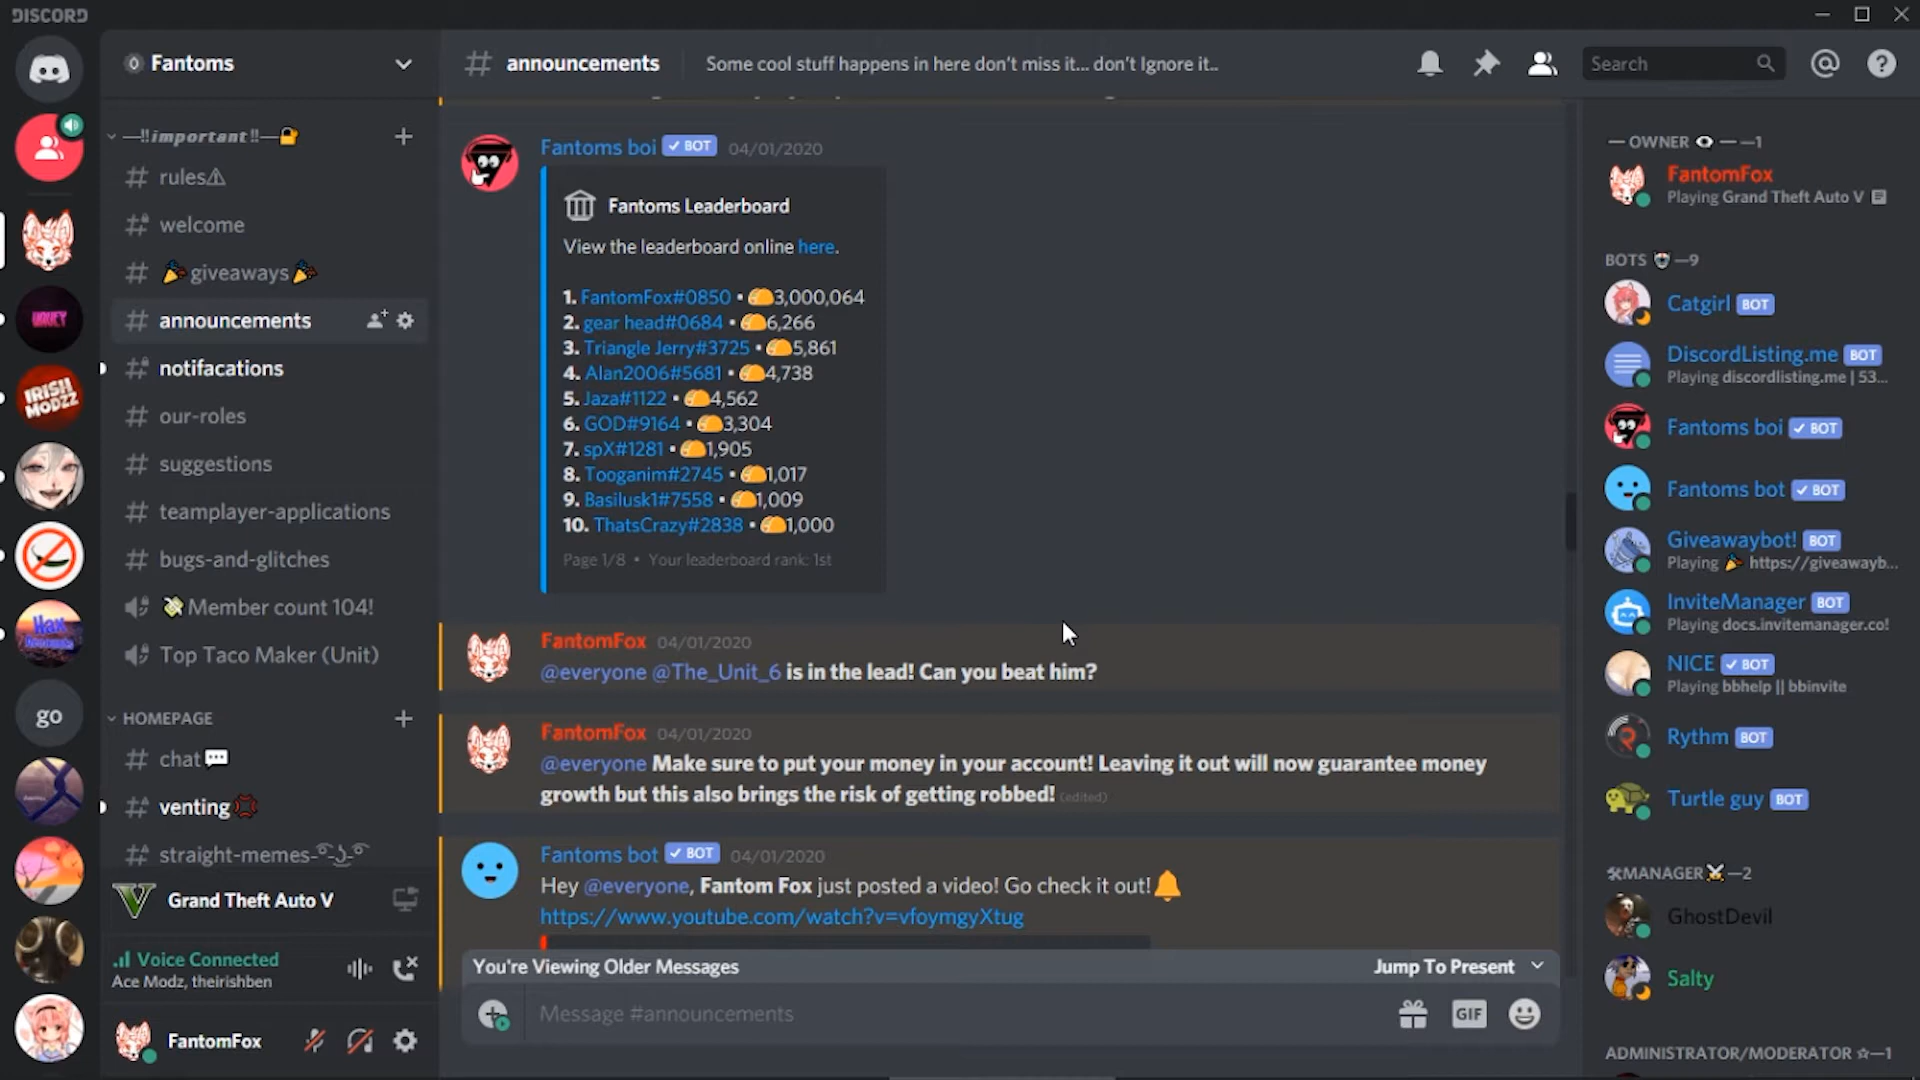 DISCORD
Fantoms
announcements
Some cool stuff happens in here don't miss it... don't Ignore it..
Search
—‼important‼—🔐
rules⚠
welcome
🎉giveaways🎉
announcements
notifacations
our-roles
suggestions
teamplayer-applications
bugs-and-glitches
💸Member count 104!
Top Taco Maker (Unit)
HOMEPAGE
chat💬
venting💢
straight-memes-
Grand Theft Auto V
Voice Connected
Ace Modz, theirishben
FantomFox
IRISH MODZZ
Hax
go
Fantoms boi ✓ BOT 04/01/2020
Fantoms Leaderboard
View the leaderboard online here.
1. FantomFox#0850 • 🌮3,000,064
2. gear head#0684 • 🌮6,266
3. Triangle Jerry#3725 • 🌮5,861
4. Alan2006#5681 • 🌮4,738
5. Jaza#1122 • 🌮4,562
6. GOD#9164 • 🌮3,304
7. spX#1281 • 🌮1,905
8. Tooganim#2745 • 🌮1,017
9. Basilusk1#7558 • 🌮1,009
10. ThatsCrazy#2838 • 🌮1,000
Page 1/8 • Your leaderboard rank: 1st
FantomFox 04/01/2020
@everyone @The_Unit_6 is in the lead! Can you beat him?
FantomFox 04/01/2020
@everyone Make sure to put your money in your account! Leaving it out will now guarantee money
growth but this also brings the risk of getting robbed! (edited)
Fantoms bot ✓ BOT 04/01/2020
Hey @everyone, Fantom Fox just posted a video! Go check it out!🔔
https://www.youtube.com/watch?v=vfoymgyXtug
You're Viewing Older Messages
Jump To Present
Message #announcements
GIF
— OWNER 👁 — —1
FantomFox
Playing Grand Theft Auto V
BOTS —9
Catgirl BOT
DiscordListing.me BOT
Playing discordlisting.me | 53...
Fantoms boi ✓ BOT
Fantoms bot ✓ BOT
Giveawaybot! BOT
Playing 🎉 https://giveawayb...
InviteManager BOT
Playing docs.invitemanager.co!
NICE ✓ BOT
Playing bbhelp || bbinvite
Rythm BOT
Turtle guy BOT
🛠MANAGER⚔—2
GhostDevil
Salty
ADMINISTRATOR/MODERATOR ☆—1